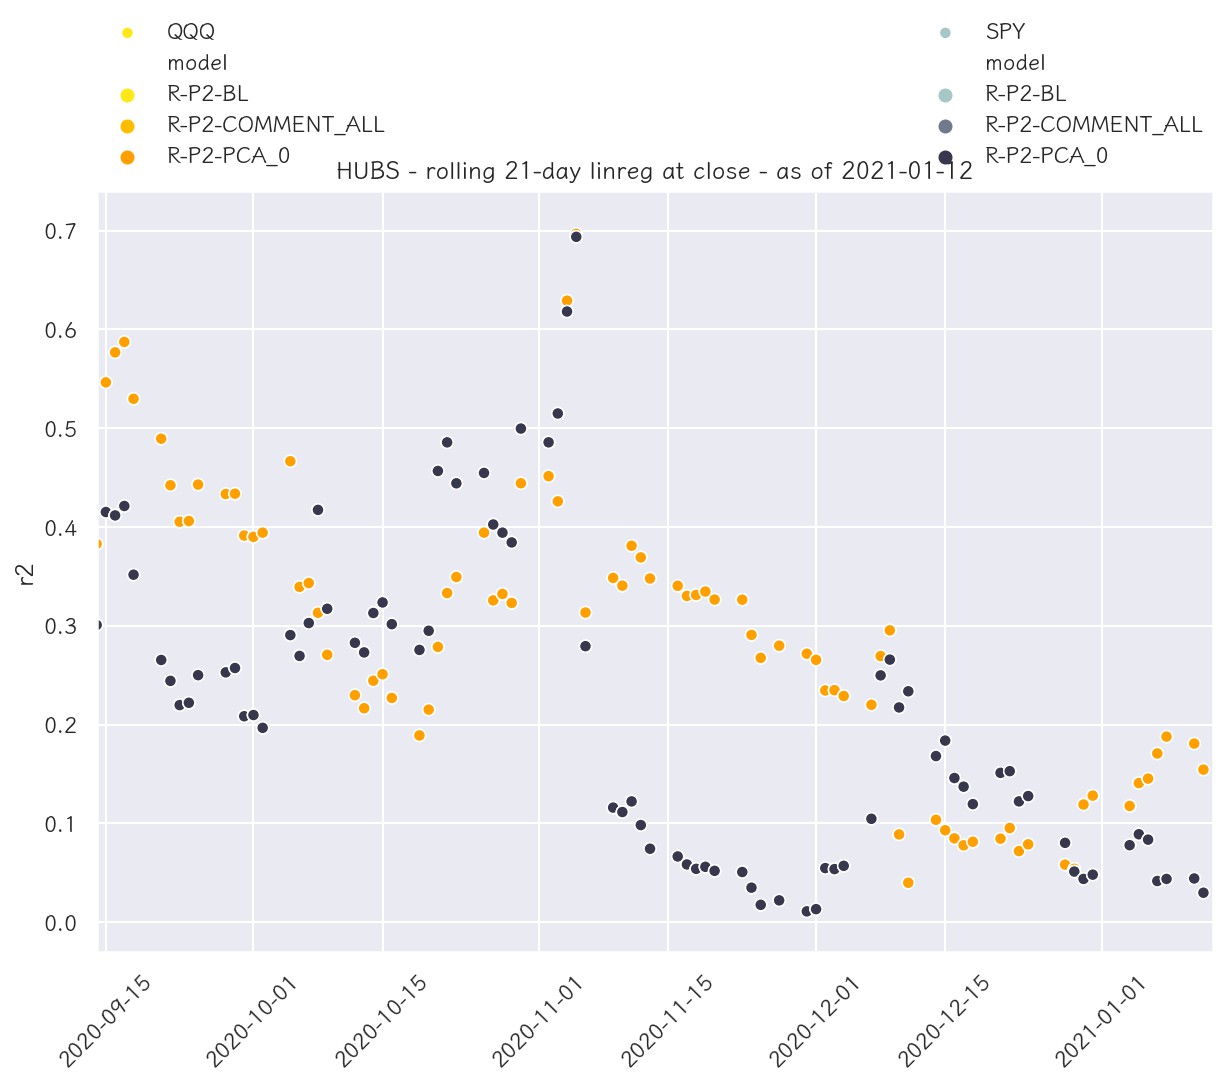 QQQ
model
R-P2-BL
R-P2-COMMENT_ALL
R-P2-PCA_0
SPY
model
R-P2-BL
R-P2-COMMENT_ALL
R-P2-PCA_0
HUBS - rolling 21-day linreg at close - as of 2021-01-12
0.7
0.6
0.5
0.4
0.3
0.2
0.1
0.0
r2
2020-09-15
2020-10-01
2020-10-15
2020-11-01
2020-11-15
2020-12-01
2020-12-15
2021-01-01